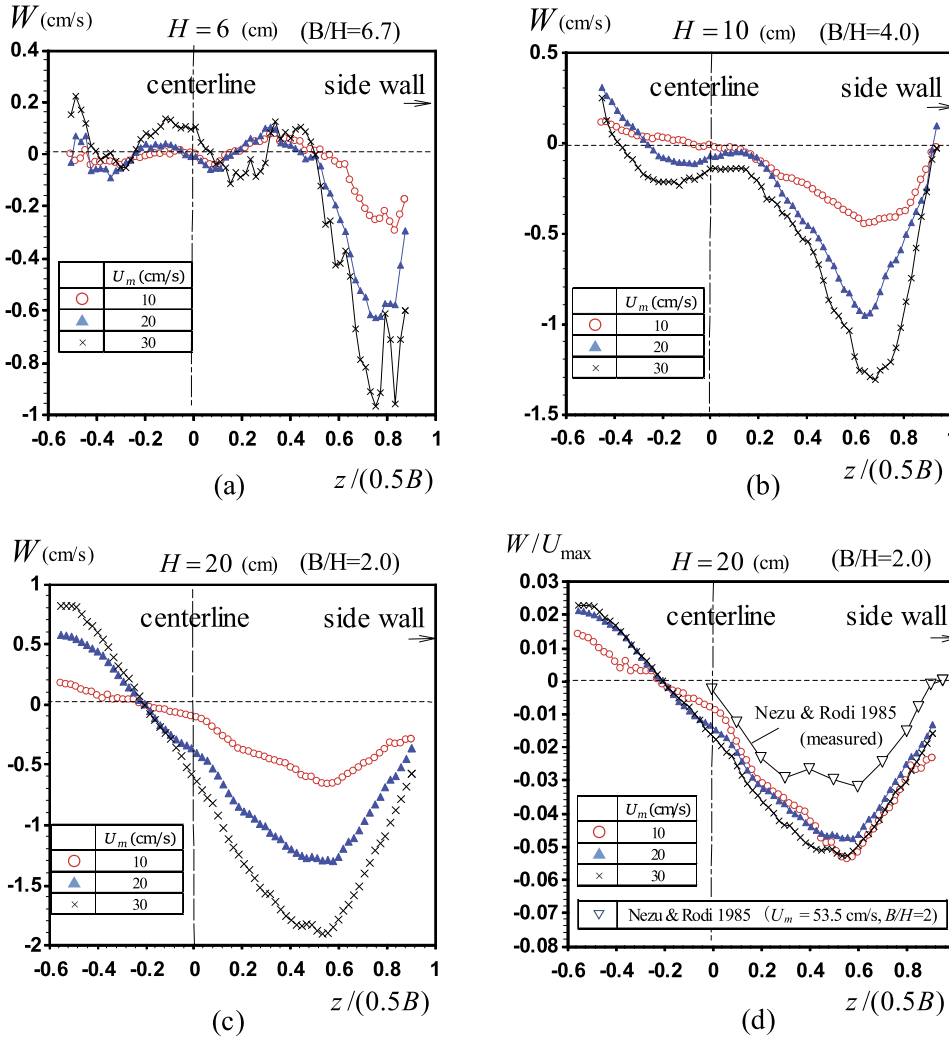 W(cm/s) H = 6 (cm) (B/H=6.7)
0.4
0.2
0
-0.2
-0.4
-0.6
-0.8
-1
centerline
side wall
U_m (cm/s)
10
20
30
-0.6 -0.4 -0.2 0 0.2 0.4 0.6 0.8 1
z/(0.5B)
(a)
W(cm/s) H = 10 (cm) (B/H=4.0)
0.5
0
-0.5
-1
-1.5
centerline
side wall
U_m (cm/s)
10
20
30
-0.6 -0.4 -0.2 0 0.2 0.4 0.6 0.8 1
z/(0.5B)
(b)
W(cm/s) H = 20 (cm) (B/H=2.0)
1
0.5
0
-0.5
-1
-1.5
-2
centerline
side wall
U_m (cm/s)
10
20
30
-0.6 -0.4 -0.2 0 0.2 0.4 0.6 0.8 1
z/(0.5B)
(c)
W/U_max H = 20 (cm) (B/H=2.0)
0.03
0.02
0.01
0
-0.01
-0.02
-0.03
-0.04
-0.05
-0.06
-0.08
centerline
side wall
Nezu & Rodi 1985
(measured)
U_m (cm/s)
10
20
30
Nezu & Rodi 1985 (U_m = 53.5 cm/s, B/H=2)
-0.6 -0.4 -0.2 0 0.2 0.4 0.6 0.8
z/(0.5B)
(d)